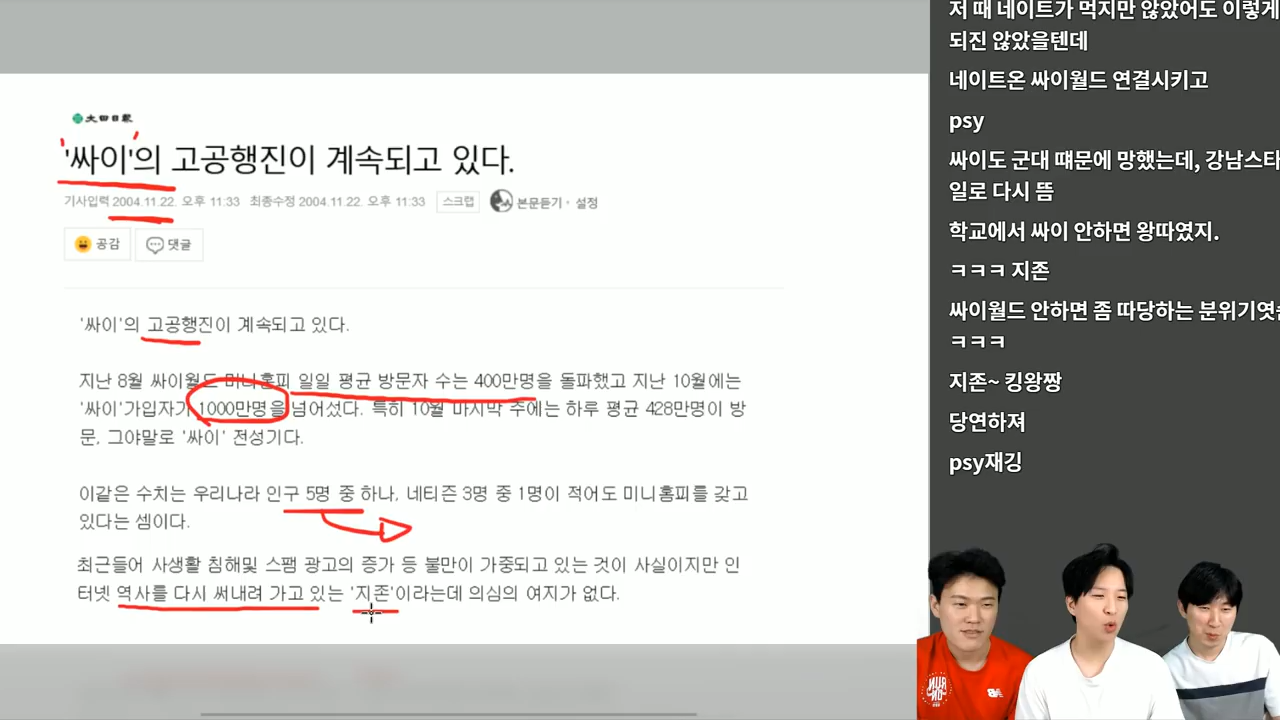 大田日報
'싸이'의 고공행진이 계속되고 있다.
기사입력 2004.11.22. 오후 11:33 최종수정 2004.11.22. 오후 11:33 스크랩 본문듣기 · 설정
공감 댓글
'싸이'의 고공행진이 계속되고 있다.
지난 8월 싸이월드 미니홈피 일일 평균 방문자 수는 400만명을 돌파했고 지난 10월에는
'싸이'가입자가 1000만명을 넘어섰다. 특히 10월 마지막 주에는 하루 평균 428만명이 방
문, 그야말로 '싸이' 전성기다.
이같은 수치는 우리나라 인구 5명 중 하나, 네티즌 3명 중 1명이 적어도 미니홈피를 갖고
있다는 셈이다.
최근들어 사생활 침해및 스팸 광고의 증가 등 불만이 가중되고 있는 것이 사실이지만 인
터넷 역사를 다시 써내려 가고 있는 '지존'이라는데 의심의 여지가 없다.
저 때 네이트가 먹지만 않았어도 이렇게
되진 않았을텐데
네이트온 싸이월드 연결시키고
psy
싸이도 군대 떄문에 망했는데, 강남스타
일로 다시 뜸
학교에서 싸이 안하면 왕따였지.
ㅋㅋㅋ 지존
싸이월드 안하면 좀 따당하는 분위기엿
ㅋㅋㅋ
지존~ 킹왕짱
당연하져
psy재깅